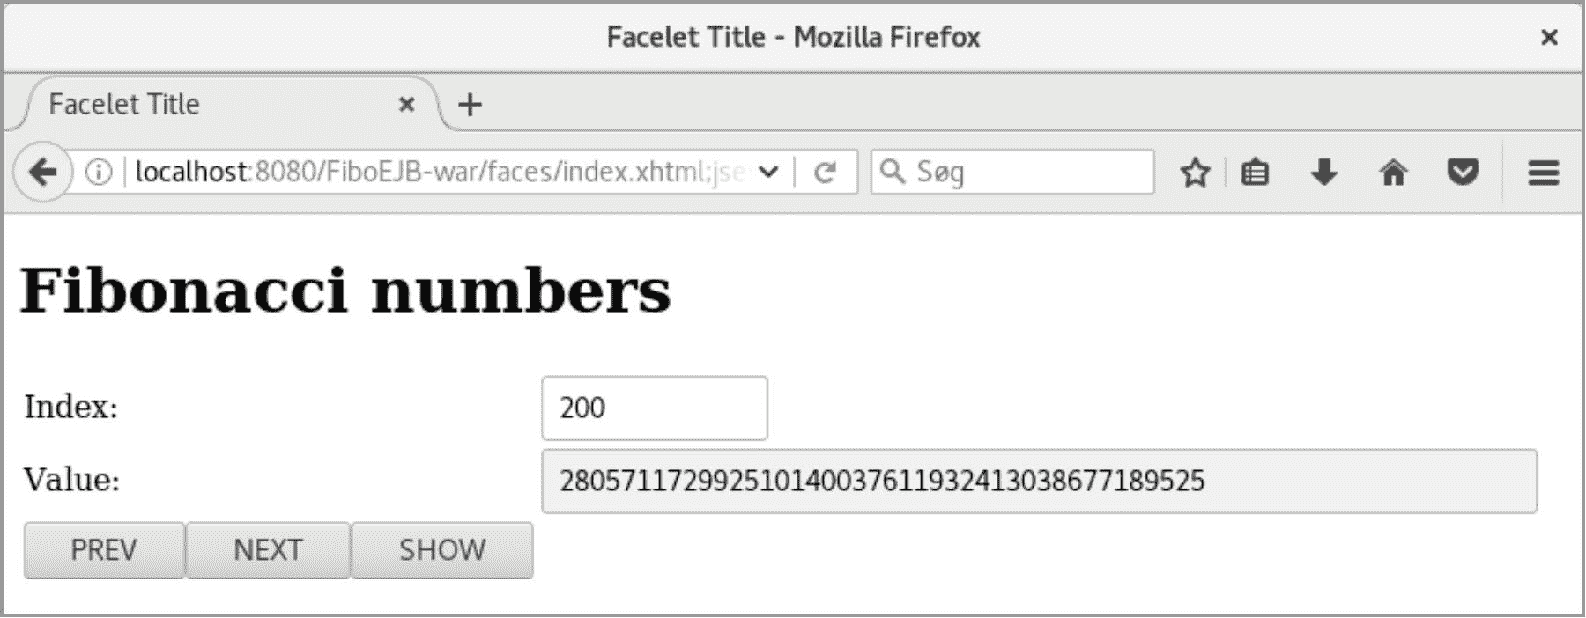 Facelet Title - Mozilla Firefox
Facelet Title
localhost:8080/FiboEJB-war/faces/index.xhtml;jse
Søg
Fibonacci numbers
Index: 200
Value: 280571172992510140037611932413038677189525
PREV NEXT SHOW